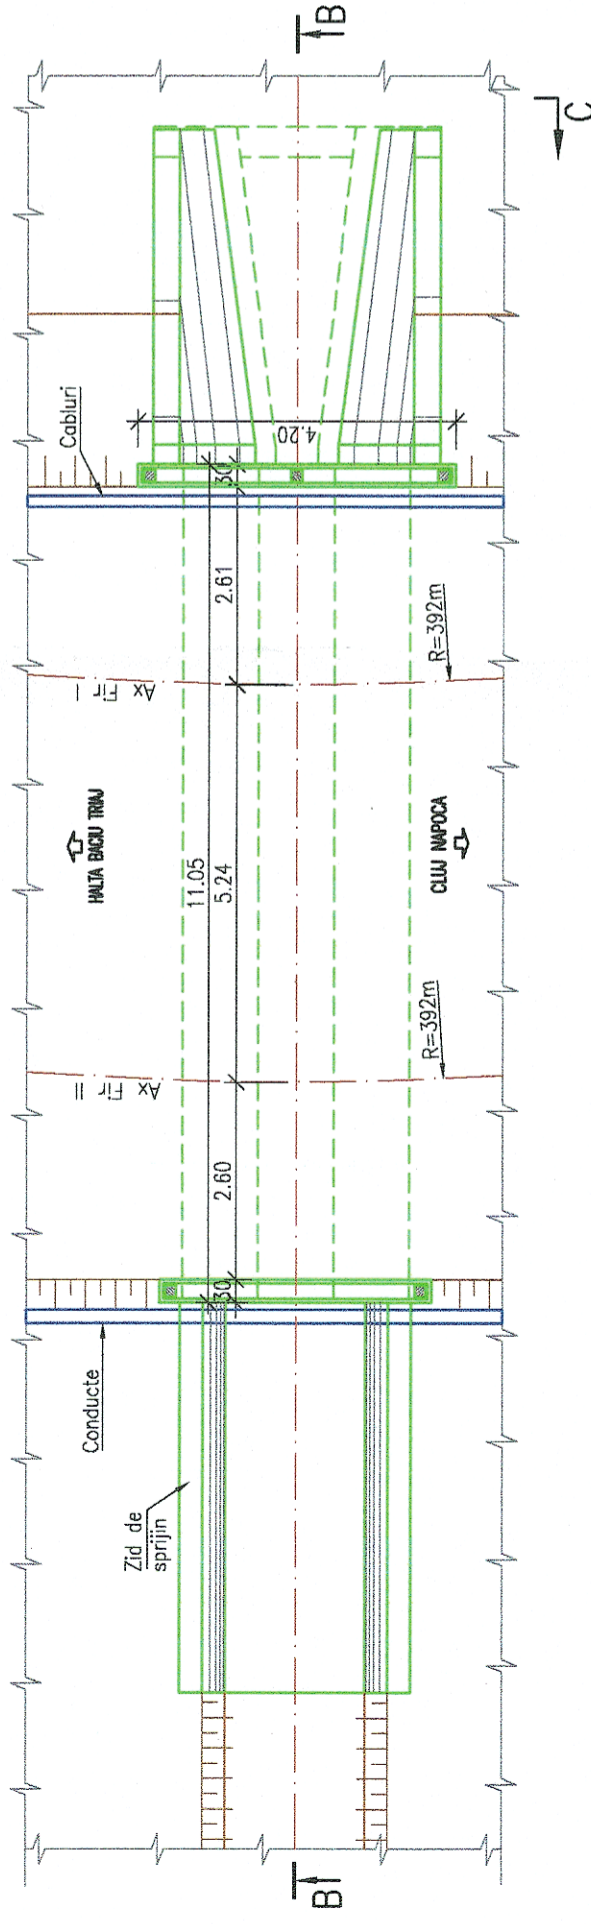 B
C
Cabluri
4.20
30
2.61
R=392m
Ax Fir I
HALTA BACIU TRIAJ
11.05
5.24
CLUJ NAPOCA
R=392m
Ax Fir II
2.60
30
Conducte
Zid de
sprijin
B